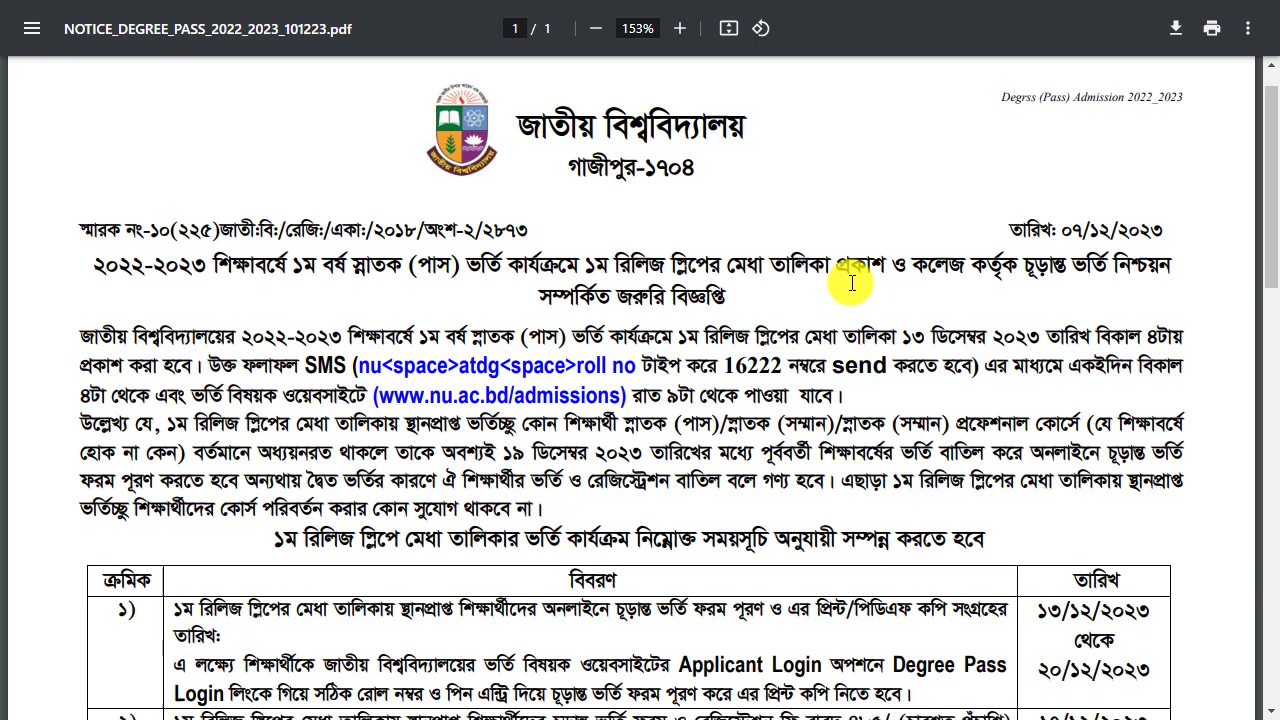 NOTICE_DEGREE_PASS_2022_2023_101223.pdf
1 / 1
153%
Degrss (Pass) Admission 2022_2023
জাতীয় বিশ্ববিদ্যালয়
গাজীপুর-১৭০৪
স্মারক নং-১০(২২৫)জাতী:বি:/রেজি:/একা:/২০১৮/অংশ-২/২৮৭৩ তারিখ: ০৭/১২/২০২৩
২০২২-২০২৩ শিক্ষাবর্ষে ১ম বর্ষ স্নাতক (পাস) ভর্তি কার্যক্রমে ১ম রিলিজ স্লিপের মেধা তালিকা প্রকাশ ও কলেজ কর্তৃক চূড়ান্ত ভর্তি নিশ্চয়ন
সম্পর্কিত জরুরি বিজ্ঞপ্তি
জাতীয় বিশ্ববিদ্যালয়ের ২০২২-২০২৩ শিক্ষাবর্ষে ১ম বর্ষ স্নাতক (পাস) ভর্তি কার্যক্রমে ১ম রিলিজ স্লিপের মেধা তালিকা ১৩ ডিসেম্বর ২০২৩ তারিখ বিকাল ৪টায়
প্রকাশ করা হবে। উক্ত ফলাফল SMS (nu<space>atdg<space>roll no টাইপ করে 16222 নম্বরে send করতে হবে) এর মাধ্যমে একইদিন বিকাল
৪টা থেকে এবং ভর্তি বিষয়ক ওয়েবসাইটে (www.nu.ac.bd/admissions) রাত ৯টা থেকে পাওয়া যাবে।
উল্লেখ্য যে, ১ম রিলিজ স্লিপের মেধা তালিকায় স্থানপ্রাপ্ত ভর্তিচ্ছু কোন শিক্ষার্থী স্নাতক (পাস)/স্নাতক (সম্মান)/স্নাতক (সম্মান) প্রফেশনাল কোর্সে (যে শিক্ষাবর্ষে
হোক না কেন) বর্তমানে অধ্যয়নরত থাকলে তাকে অবশ্যই ১৯ ডিসেম্বর ২০২৩ তারিখের মধ্যে পূর্ববর্তী শিক্ষাবর্ষের ভর্তি বাতিল করে অনলাইনে চূড়ান্ত ভর্তি
ফরম পূরণ করতে হবে অন্যথায় দ্বৈত ভর্তির কারণে ঐ শিক্ষার্থীর ভর্তি ও রেজিস্ট্রেশন বাতিল বলে গণ্য হবে। এছাড়া ১ম রিলিজ স্লিপের মেধা তালিকায় স্থানপ্রাপ্ত
ভর্তিচ্ছু শিক্ষার্থীদের কোর্স পরিবর্তন করার কোন সুযোগ থাকবে না।
১ম রিলিজ স্লিপে মেধা তালিকার ভর্তি কার্যক্রম নিম্নোক্ত সময়সূচি অনুযায়ী সম্পন্ন করতে হবে
ক্রমিক বিবরণ তারিখ
১) ১ম রিলিজ স্লিপের মেধা তালিকায় স্থানপ্রাপ্ত শিক্ষার্থীদের অনলাইনে চূড়ান্ত ভর্তি ফরম পূরণ ও এর প্রিন্ট/পিডিএফ কপি সংগ্রহের ১৩/১২/২০২৩
তারিখ: থেকে
এ লক্ষ্যে শিক্ষার্থীকে জাতীয় বিশ্ববিদ্যালয়ের ভর্তি বিষয়ক ওয়েবসাইটের Applicant Login অপশনে Degree Pass ২০/১২/২০২৩
Login লিংকে গিয়ে সঠিক রোল নম্বর ও পিন এন্ট্রি দিয়ে চূড়ান্ত ভর্তি ফরম পূরণ করে এর প্রিন্ট কপি নিতে হবে।